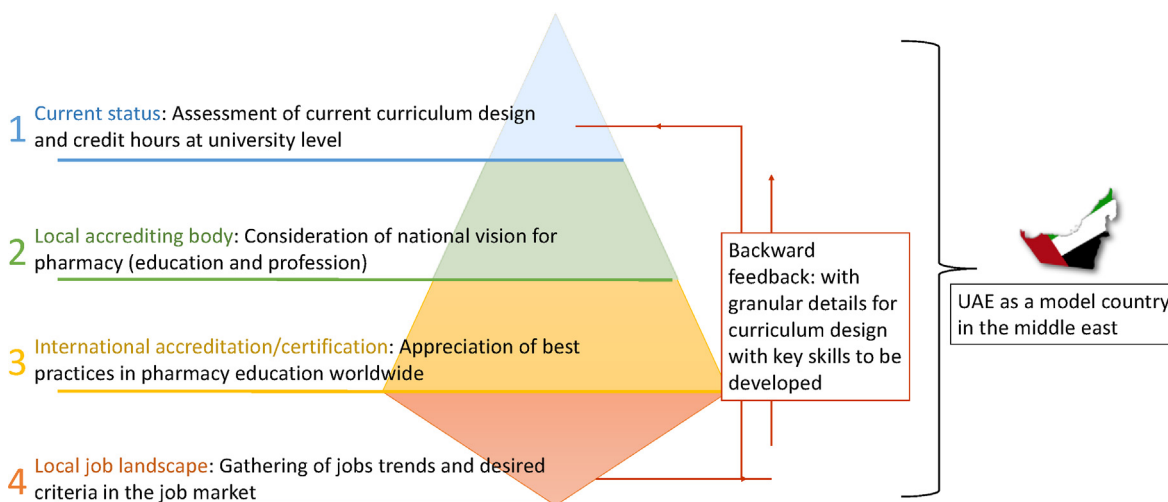 1
Current status: Assessment of current curriculum design
and credit hours at university level
2
Local accrediting body: Consideration of national vision for
pharmacy (education and profession)
3
International accreditation/certification: Appreciation of best
practices in pharmacy education worldwide
4
Local job landscape: Gathering of jobs trends and desired
criteria in the job market
Backward
feedback: with
granular details for
curriculum design
with key skills to be
developed
UAE as a model country
in the middle east